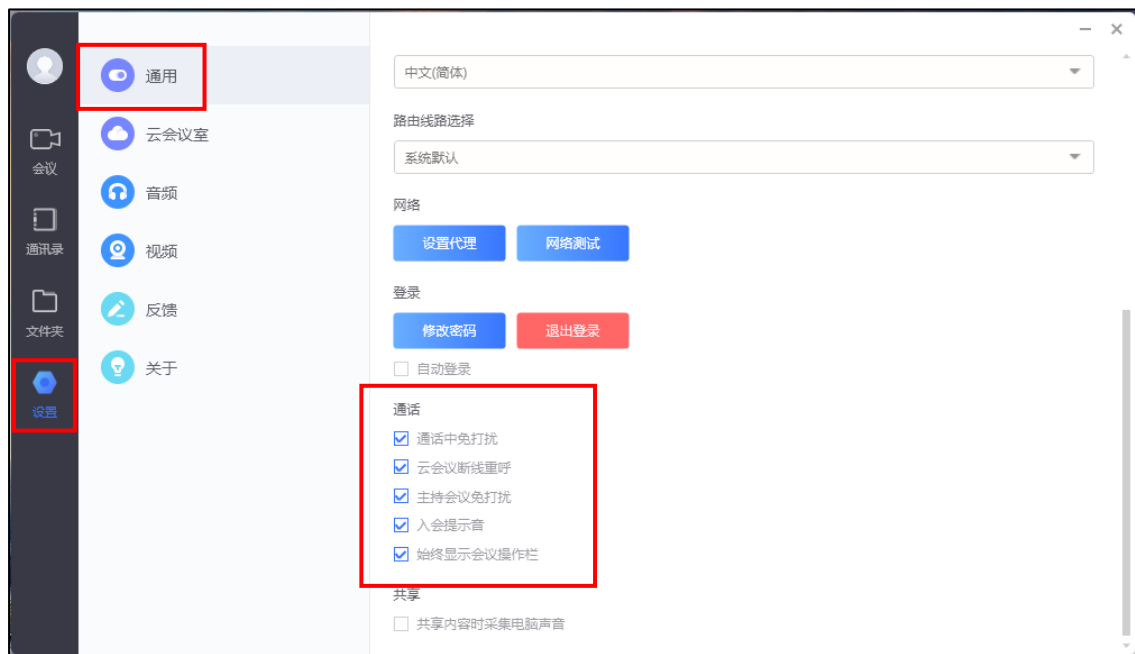 会议
通讯录
文件夹
设置
通用
云会议室
音频
视频
反馈
关于
中文(简体)
路由线路选择
系统默认
网络
设置代理 网络测试
登录
修改密码 退出登录
自动登录
通话
通话中免打扰
云会议断线重呼
主持会议免打扰
入会提示音
始终显示会议操作栏
共享
共享内容时采集电脑声音